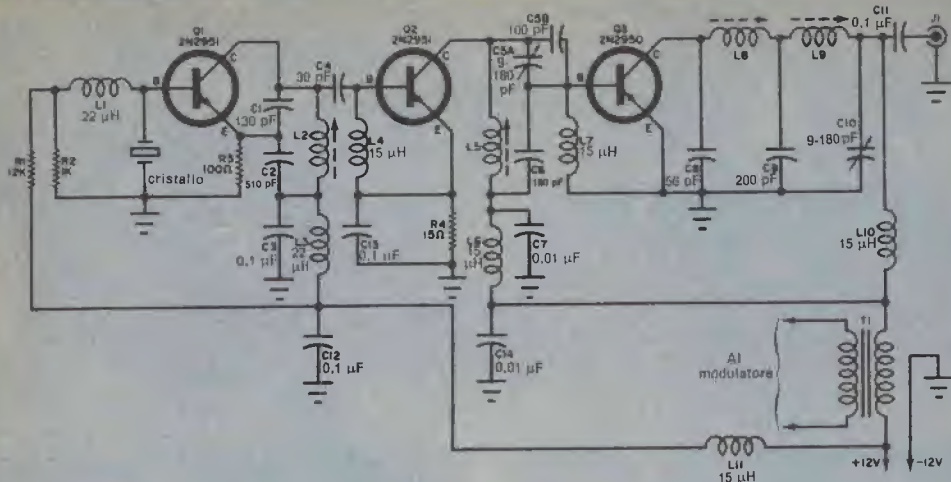 Q1
2N2951
B
C
E
L1
22 µH
R1
12K
R2
1K
cristallo
R3
100Ω
C1
130 pF
C2
510 pF
C3
0.1 µF
L2
22 µH
C12
0.1 µF
C4
30 pF
L4
15 µH
C13
0.1 µF
Q2
2N2951
B
C
E
R4
15Ω
L5
L6
15 µH
C14
0.01 µF
C5B
100 pF
C5A
9-180 pF
C6
180 pF
C7
0,01 µF
L7
15 µH
Q3
2N2950
B
C
E
L8
L9
C8
56 pF
C9
200 pF
C10
9-180 pF
C11
0.1 µF
J1
L10
15 µH
T1
Al modulatore
L11
15 µH
+12V
-12V